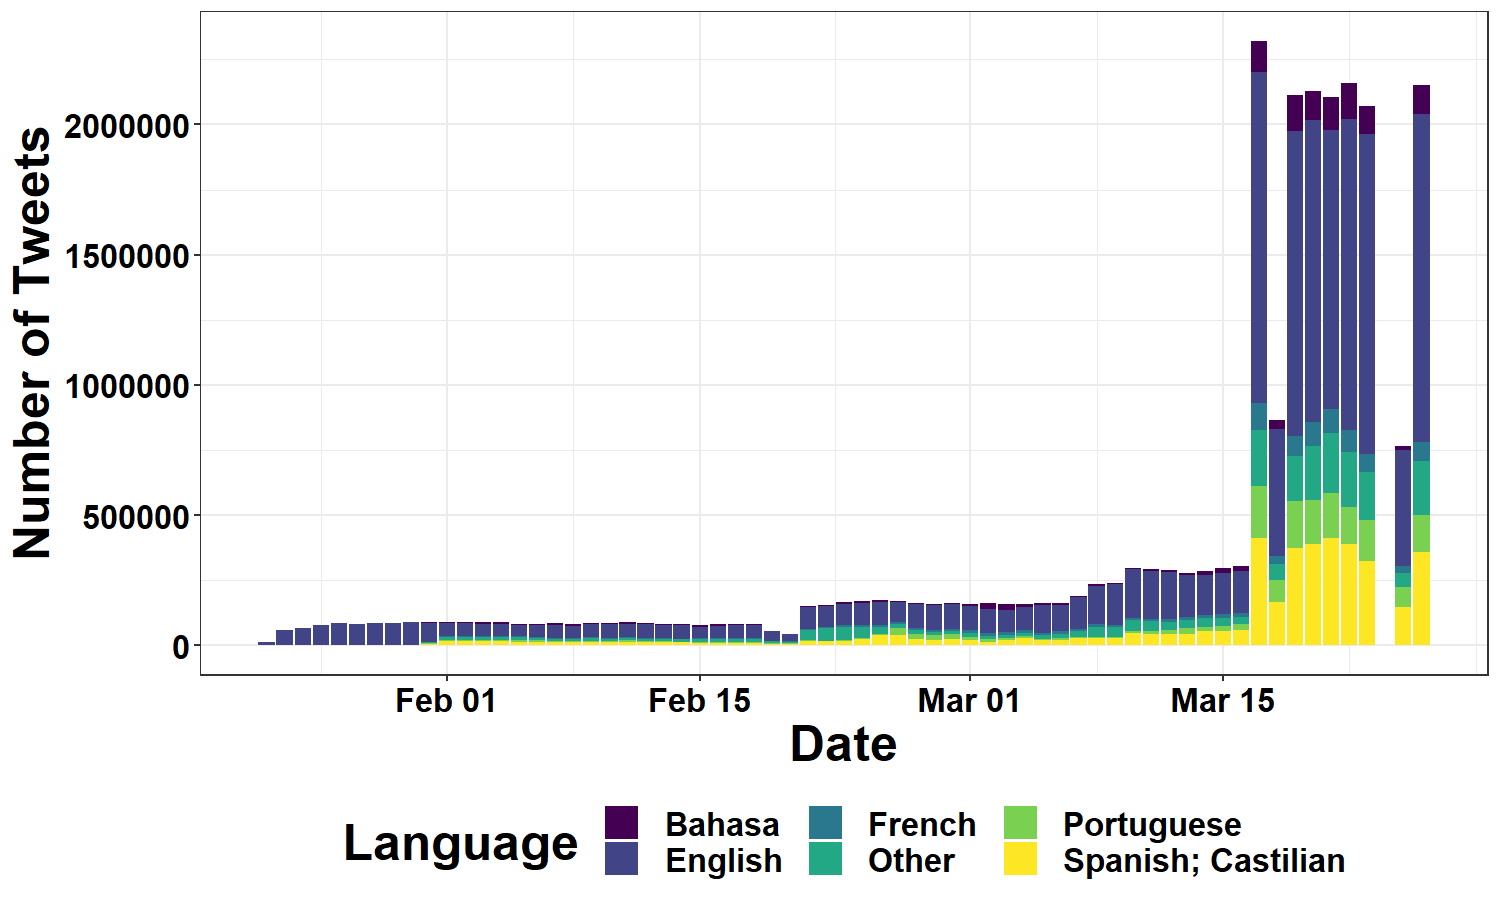 Number of Tweets
2000000
1500000
1000000
500000
0
Feb 01
Feb 15
Mar 01
Mar 15
Date
Language
Bahasa
French
Portuguese
English
Other
Spanish; Castilian